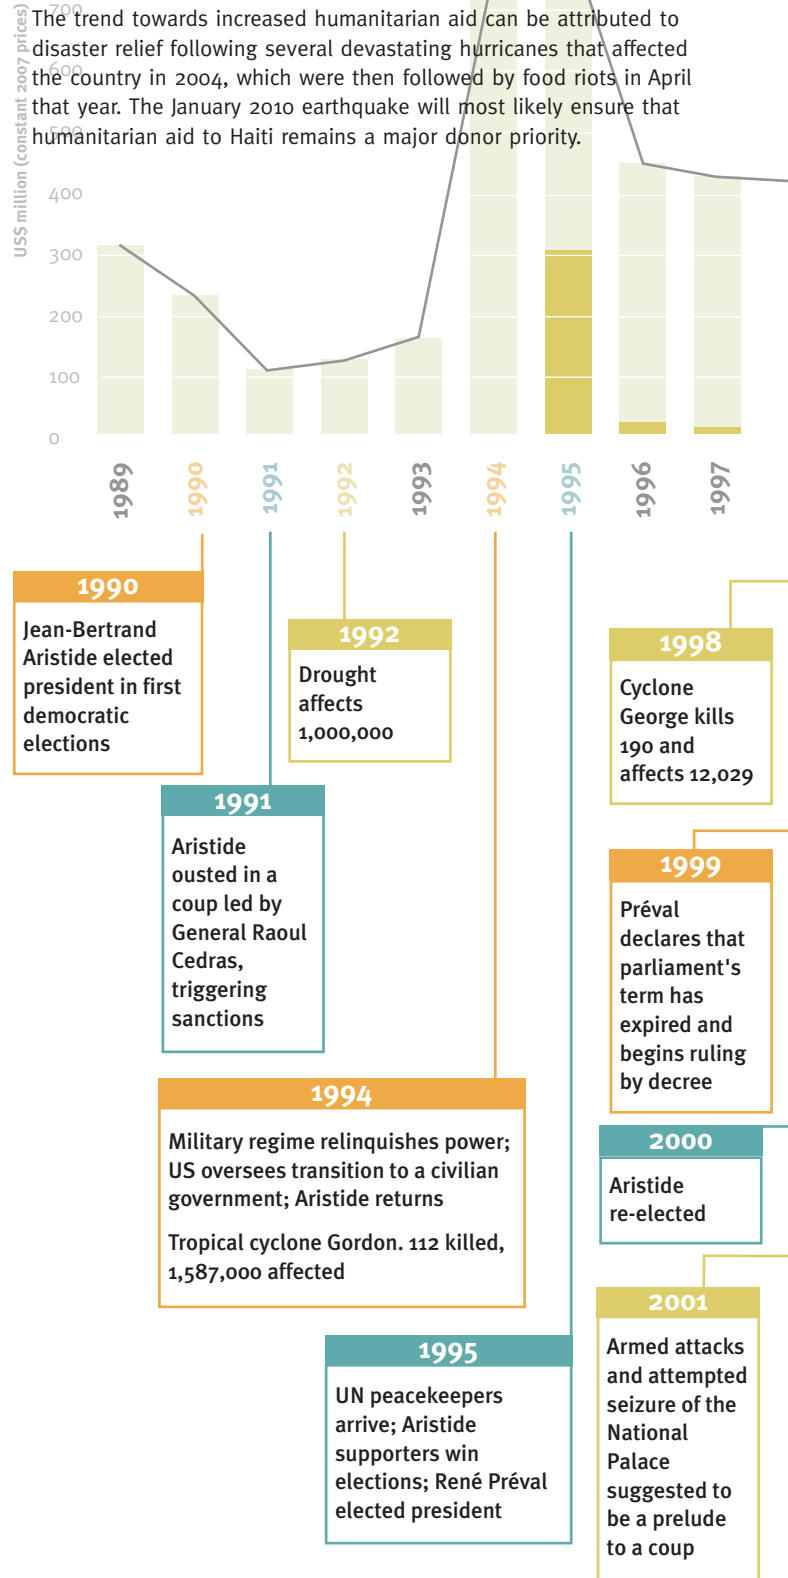 The trend towards increased humanitarian aid can be attributed to
disaster relief following several devastating hurricanes that affected
the country in 2004, which were then followed by food riots in April
that year. The January 2010 earthquake will most likely ensure that
humanitarian aid to Haiti remains a major donor priority.
US$ million (constant 2007 prices)
700
600
500
400
300
200
100
0
1989
1990
1991
1992
1993
1994
1995
1996
1997
1990
Jean-Bertrand
Aristide elected
president in first
democratic
elections
1991
Aristide
ousted in a
coup led by
General Raoul
Cedras,
triggering
sanctions
1992
Drought
affects
1,000,000
1994
Military regime relinquishes power;
US oversees transition to a civilian
government; Aristide returns
Tropical cyclone Gordon. 112 killed,
1,587,000 affected
1995
UN peacekeepers
arrive; Aristide
supporters win
elections; René Préval
elected president
1998
Cyclone
George kills
190 and
affects 12,029
1999
Préval
declares that
parliament's
term has
expired and
begins ruling
by decree
2000
Aristide
re-elected
2001
Armed attacks
and attempted
seizure of the
National
Palace
suggested to
be a prelude
to a coup